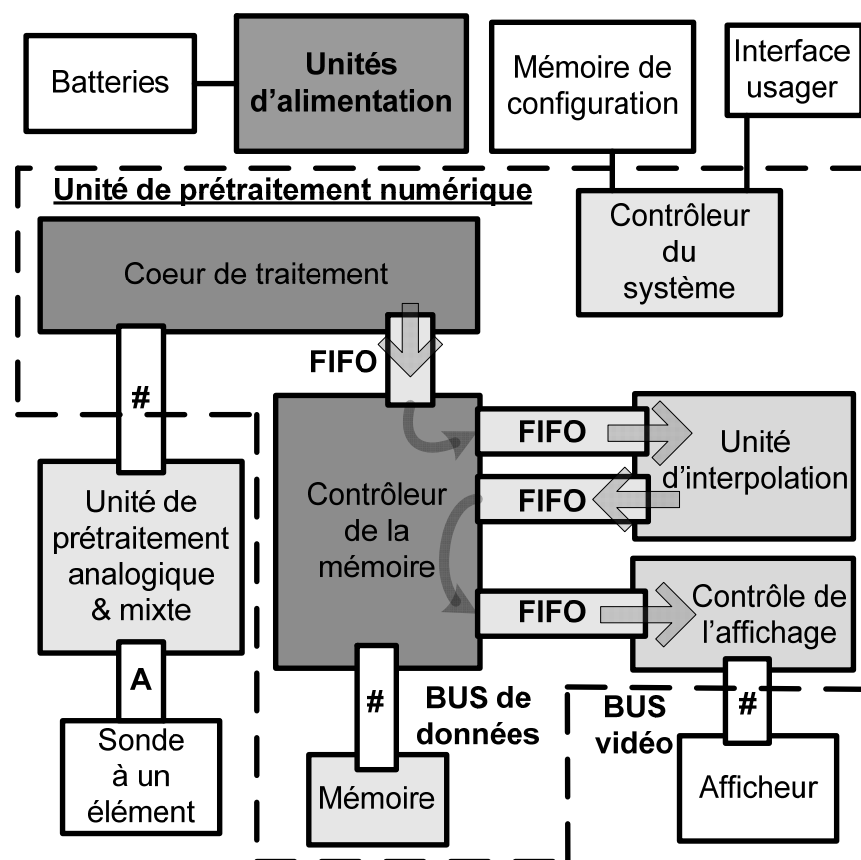 Batteries
Unités
d'alimentation
Mémoire de
configuration
Interface
usager
Unité de prétraitement numérique
Contrôleur
du
système
Coeur de traitement
FIFO
#
FIFO
Unité
d'interpolation
FIFO
Contrôleur
de la
mémoire
Unité de
prétraitement
analogique
& mixte
FIFO
Contrôle de
l'affichage
A
#
BUS de
données
BUS
vidéo
#
Sonde
à un
élément
Mémoire
Afficheur